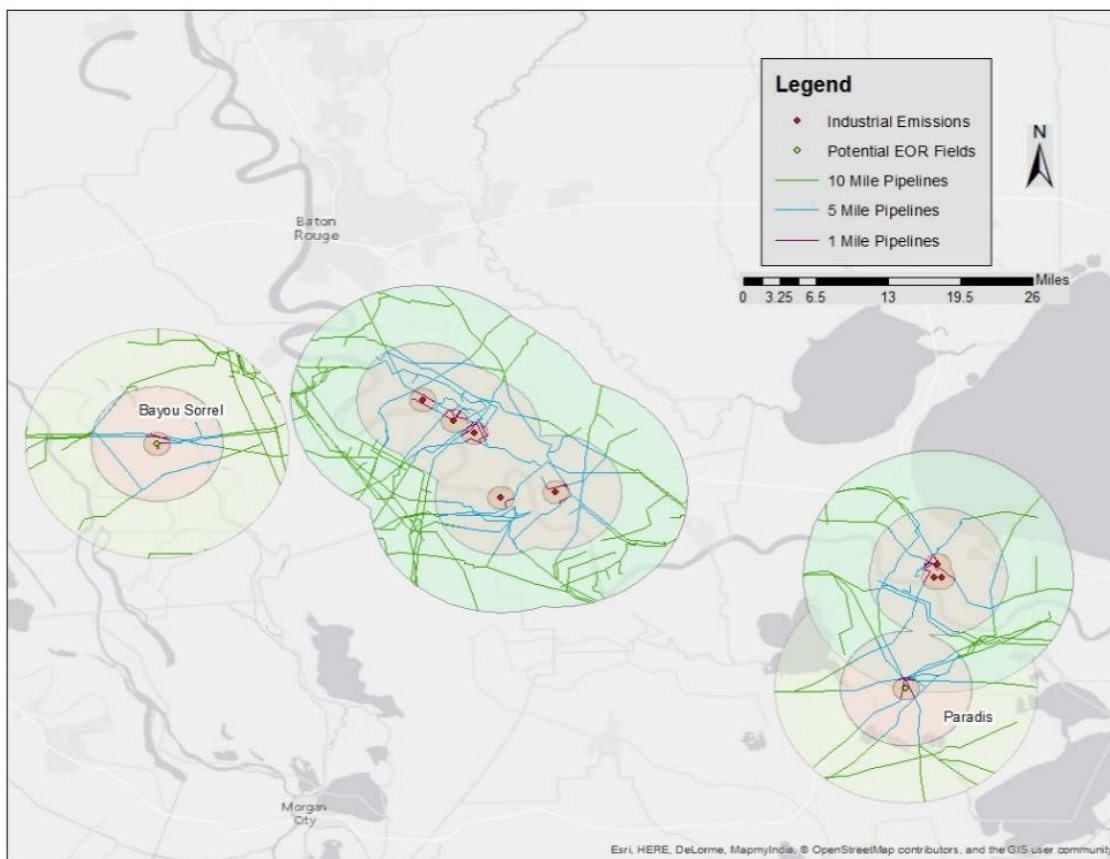 Legend
Industrial Emissions
Potential EOR Fields
10 Mile Pipelines
5 Mile Pipelines
1 Mile Pipelines
N
Miles
0 3.25 6.5 13 19.5 26
Baton
Rouge
Bayou Sorrel
Paradis
Morgan
City
Esri, HERE, DeLorme, MapmyIndia, © OpenStreetMap contributors, and the GIS user community